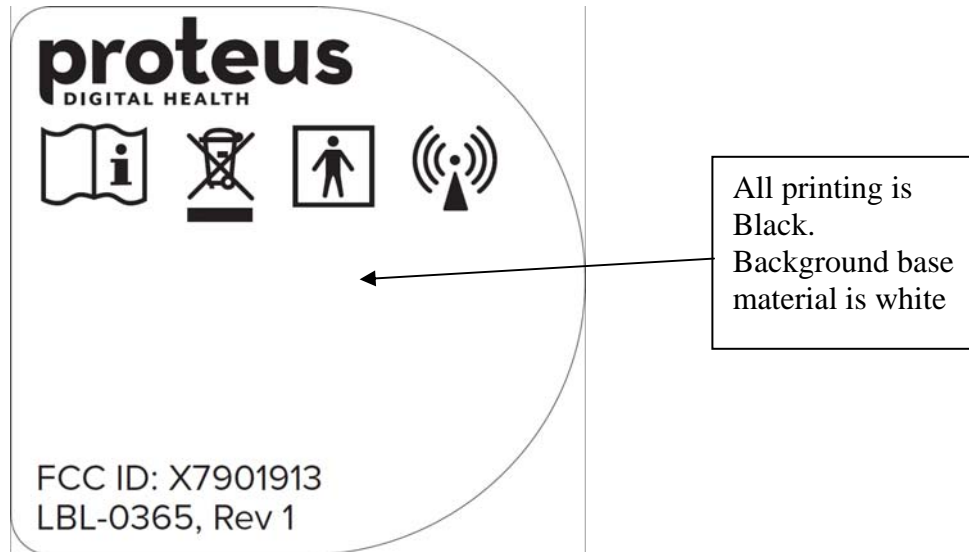 proteus
DIGITAL HEALTH
i
FCC ID: X7901913
LBL-0365, Rev 1
All printing is
Black.
Background base
material is white